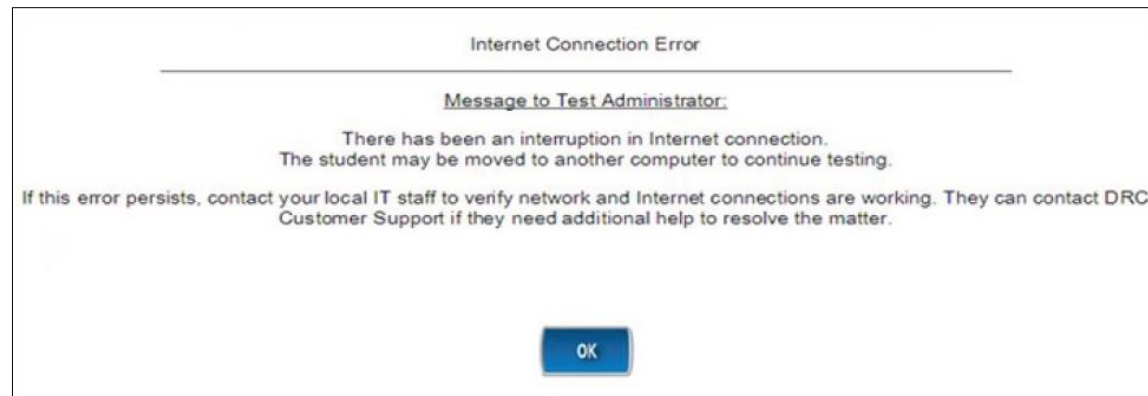 Internet Connection Error
Message to Test Administrator:
There has been an interruption in Internet connection.
The student may be moved to another computer to continue testing.
If this error persists, contact your local IT staff to verify network and Internet connections are working. They can contact DRC
Customer Support if they need additional help to resolve the matter.
OK